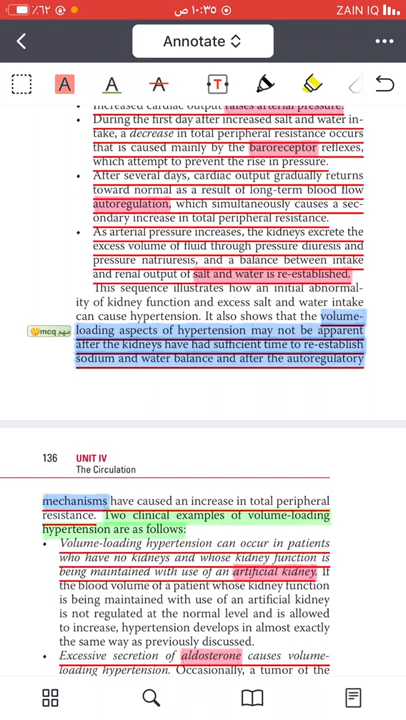 ٪٦٢ ١٠:٣٥ ص ZAIN IQ
Annotate
A A A T
• Increased cardiac output raises arterial pressure.
• During the first day after increased salt and water in-
take, a decrease in total peripheral resistance occurs
that is caused mainly by the baroreceptor reflexes,
which attempt to prevent the rise in pressure.
• After several days, cardiac output gradually returns
toward normal as a result of long-term blood flow
autoregulation, which simultaneously causes a sec-
ondary increase in total peripheral resistance.
• As arterial pressure increases, the kidneys excrete the
excess volume of fluid through pressure diuresis and
pressure natriuresis, and a balance between intake
and renal output of salt and water is re-established.
This sequence illustrates how an initial abnormal-
ity of kidney function and excess salt and water intake
can cause hypertension. It also shows that the volume-
mcq مهم
loading aspects of hypertension may not be apparent
after the kidneys have had sufficient time to re-establish
sodium and water balance and after the autoregulatory
136 UNIT IV
The Circulation
mechanisms have caused an increase in total peripheral
resistance. Two clinical examples of volume-loading
hypertension are as follows:
• Volume-loading hypertension can occur in patients
who have no kidneys and whose kidney function is
being maintained with use of an artificial kidney. If
the blood volume of a patient whose kidney function
is being maintained with use of an artificial kidney
is not regulated at the normal level and is allowed
to increase, hypertension develops in almost exactly
the same way as previously discussed.
• Excessive secretion of aldosterone causes volume-
loading hypertension. Occasionally, a tumor of the